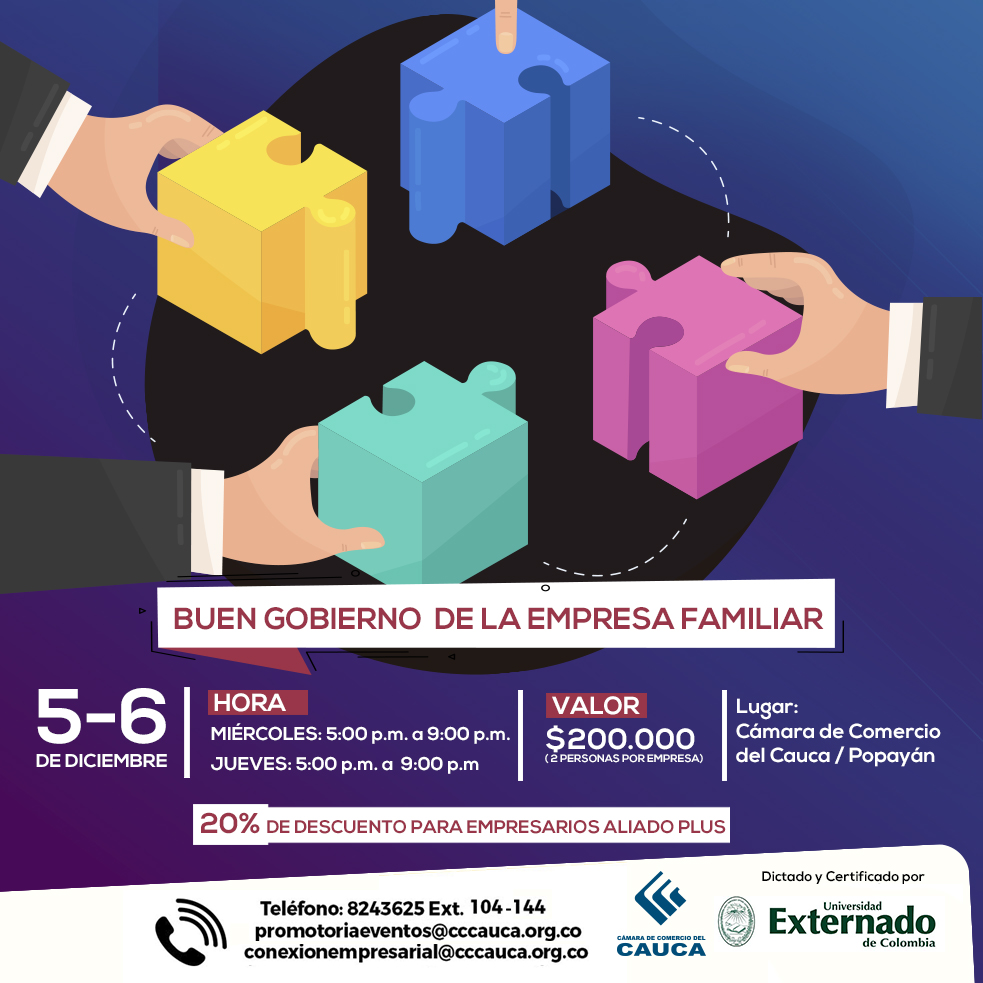 BUEN GOBIERNO DE LA EMPRESA FAMILIAR
5-6
DE DICIEMBRE
HORA
MIÉRCOLES: 5:00 p.m. a 9:00 p.m.
JUEVES: 5:00 p.m. a 9:00 p.m
VALOR
$200.000
( 2 PERSONAS POR EMPRESA)
Lugar:
Cámara de Comercio
del Cauca / Popayán
20% DE DESCUENTO PARA EMPRESARIOS ALIADO PLUS
Teléfono: 8243625 Ext. 104 -144
promotoriaeventos@cccauca.org.co
conexionempresarial@cccauca.org.co
CÁMARA DE COMERCIO DEL
CAUCA
Dictado y Certificado por
Universidad
Externado
de Colombia